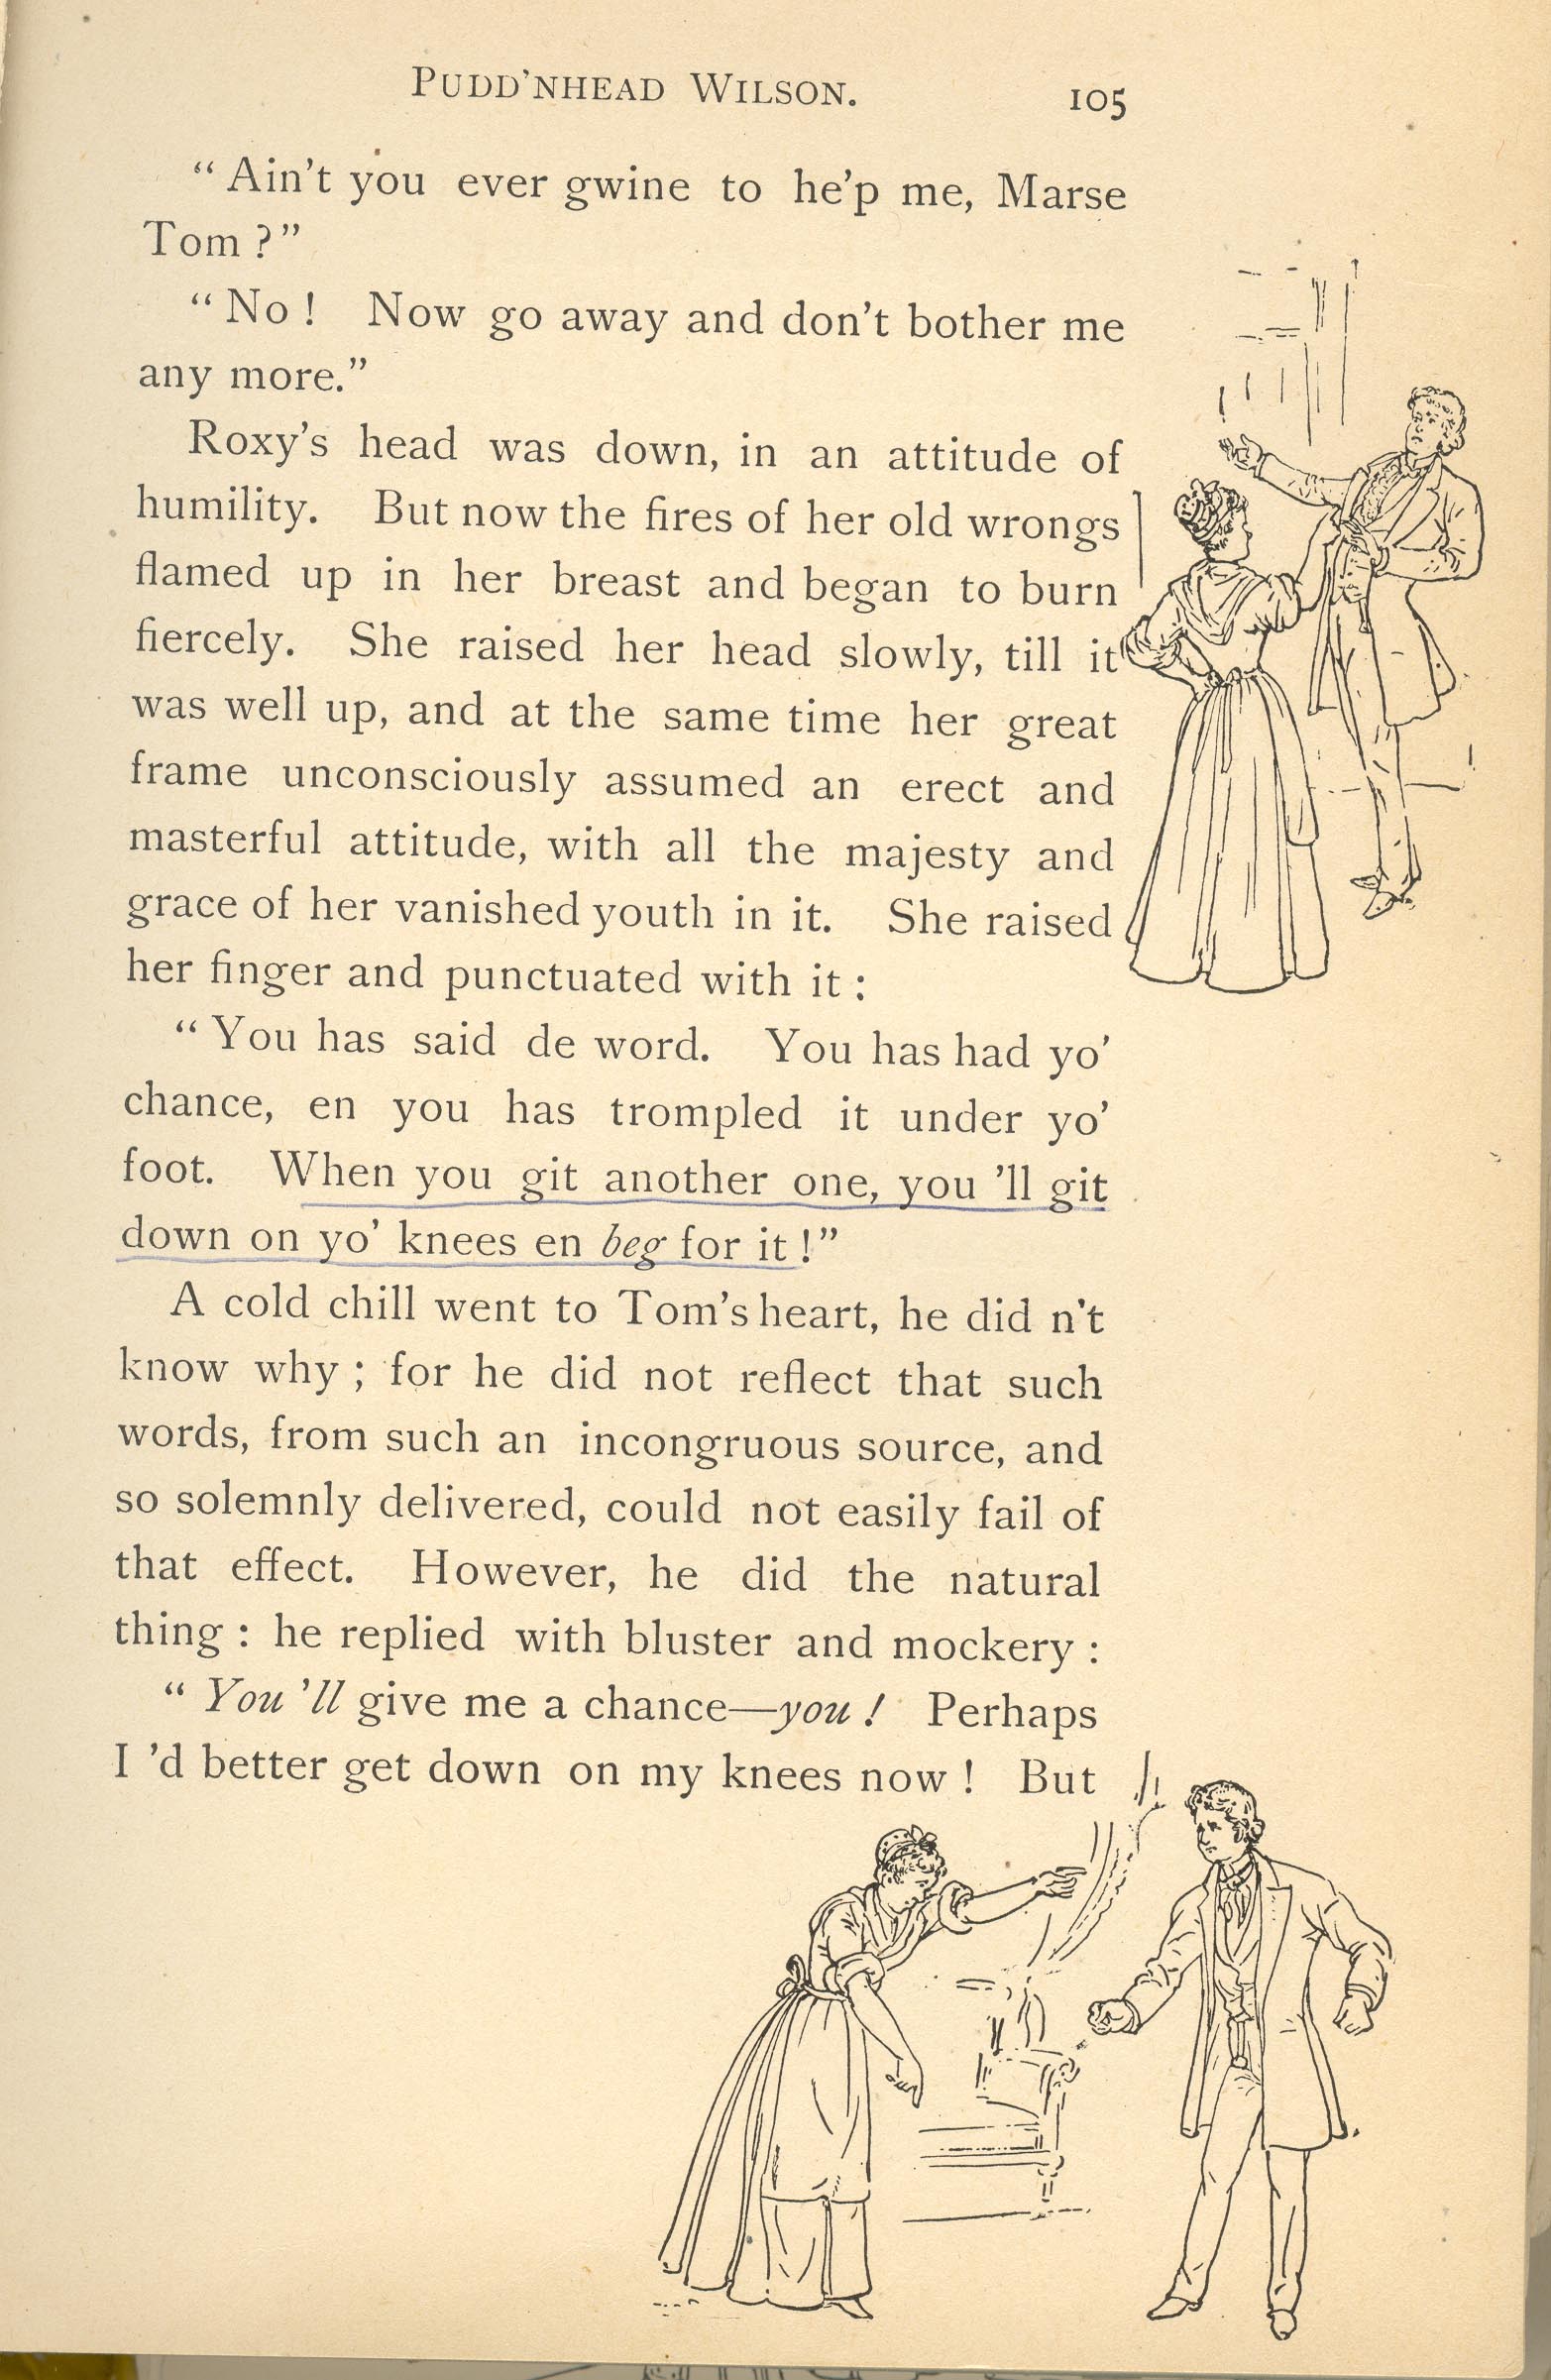 PUDD'NHEAD WILSON. 105
“Ain't you ever gwine to he'p me, Marse
Tom?”
“No! Now go away and don't bother me
any more.”
Roxy's head was down, in an attitude of
humility. But now the fires of her old wrongs
flamed up in her breast and began to burn
fiercely. She raised her head slowly, till it
was well up, and at the same time her great
frame unconsciously assumed an erect and
masterful attitude, with all the majesty and
grace of her vanished youth in it. She raised
her finger and punctuated with it:
“You has said de word. You has had yo'
chance, en you has trompled it under yo'
foot. When you git another one, you 'll git
down on yo' knees en beg for it!”
A cold chill went to Tom's heart, he did n't
know why; for he did not reflect that such
words, from such an incongruous source, and
so solemnly delivered, could not easily fail of
that effect. However, he did the natural
thing: he replied with bluster and mockery:
“You 'll give me a chance—you! Perhaps
I 'd better get down on my knees now! But